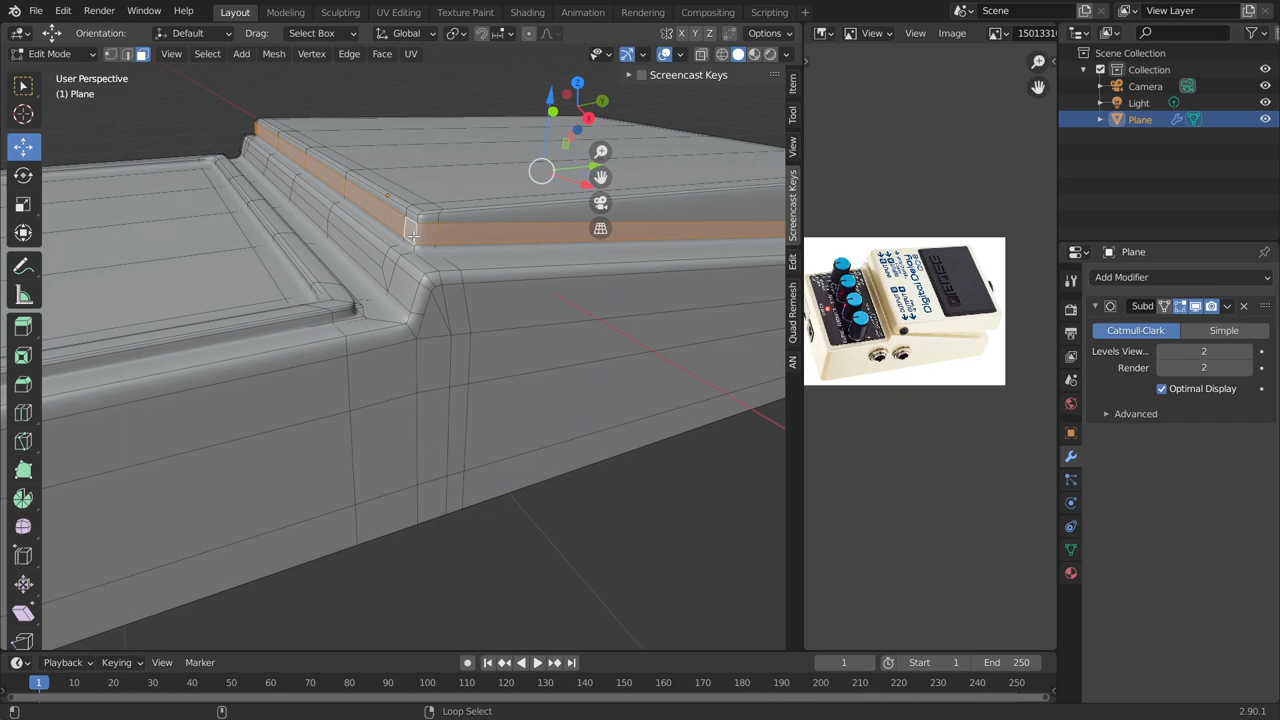 File Edit Render Window Help
Layout Modeling Sculpting UV Editing Texture Paint Shading Animation Rendering Compositing Scripting +
Scene
View Layer
Orientation: Default Drag: Select Box Global X Y Z Options
View Image 15013310
Edit Mode View Select Add Mesh Vertex Edge Face UV
User Perspective
(1) Plane
Screencast Keys
Z
Y
X
Item
Tool
View
Screencast Keys
Edit
Quad Remesh
AN
BOSS
Digital Delay
Scene Collection
Collection
Camera
Light
Plane
Plane
Add Modifier
Subd
Catmull-Clark Simple
Levels View... 2
Render 2
Optimal Display
Advanced
Playback Keying View Marker
1 Start 1 End 250
1 10 20 30 40 50 60 70 80 90 100 110 120 130 140 150 160 170 180 190 200 210 220 230 240 250
Loop Select 2.90.1